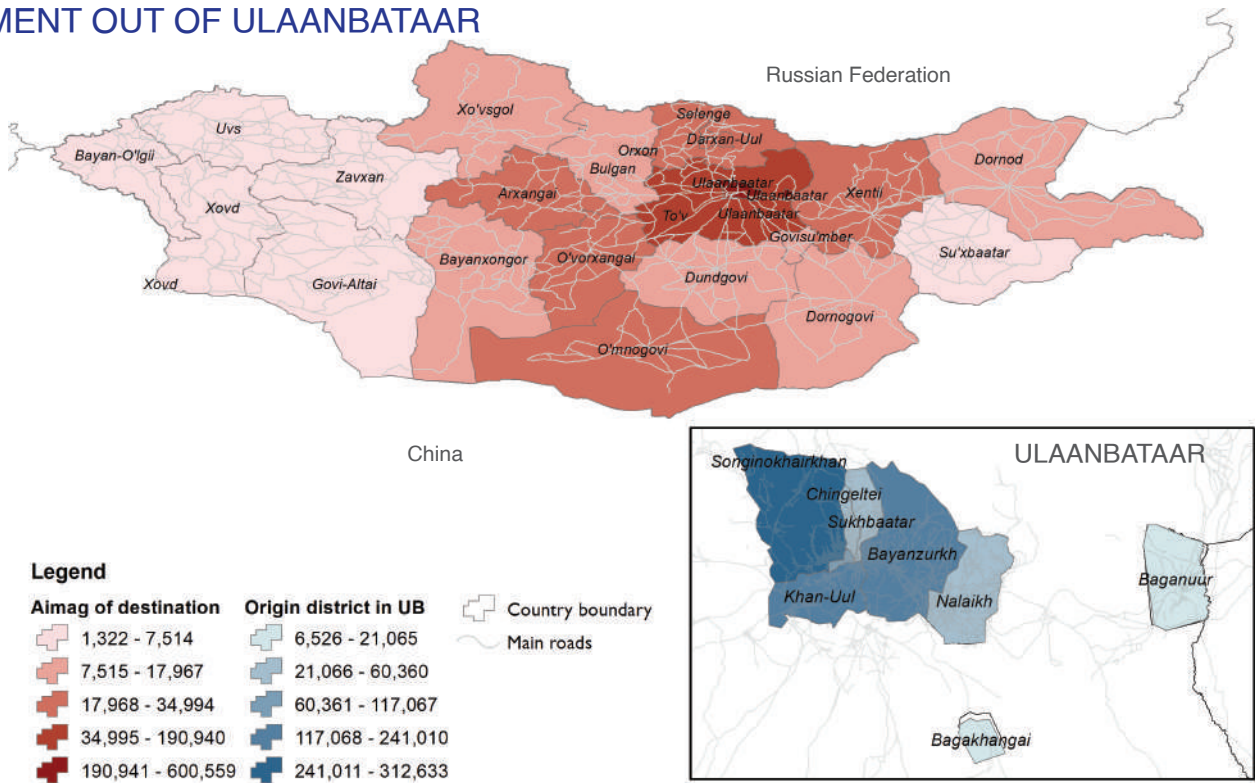 MENT OUT OF ULAANBATAAR
Russian Federation
Xo'vsgol
Selenge
Uvs
Darxan-Uul
Bayan-O'lgii
Orxon
Bulgan
Dornod
Zavxan
Arxangai
Ulaanbaatar
Ulaanbaatar
Xentii
Xovd
To'v
Ulaanbaatar
Govisu'mber
Su'xbaatar
Bayanxongor
O'vorxangai
Xovd
Govi-Altai
Dundgovi
Dornogovi
O'mnogovi
China
ULAANBATAAR
Songinokhairkhan
Chingeltei
Sukhbaatar
Bayanzurkh
Baganuur
Khan-Uul
Nalaikh
Bagakhangai
Legend
Aimag of destination
1,322 - 7,514
7,515 - 17,967
17,968 - 34,994
34,995 - 190,940
190,941 - 600,559
Origin district in UB
6,526 - 21,065
21,066 - 60,360
60,361 - 117,067
117,068 - 241,010
241,011 - 312,633
Country boundary
Main roads